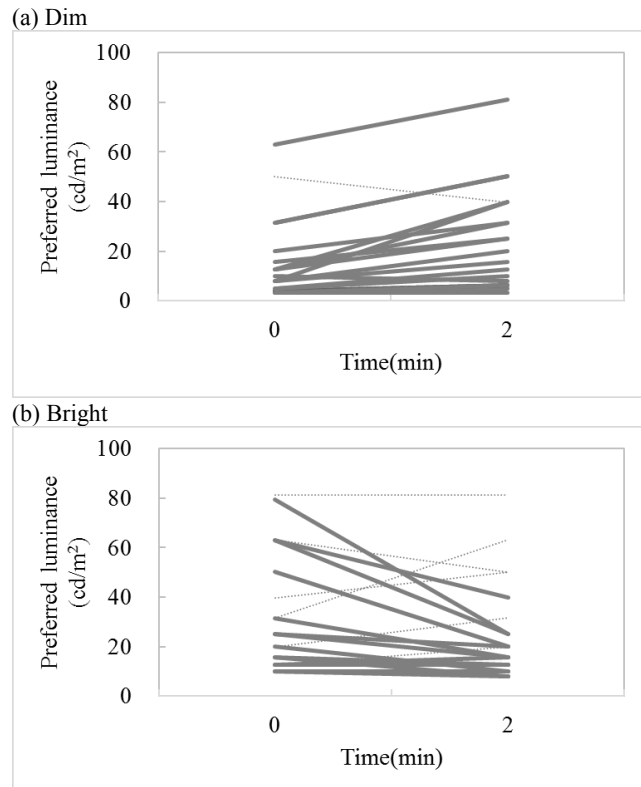 (a) Dim
100
80
60
40
20
0
Preferred luminance
(cd/m²)
0 2
Time(min)
(b) Bright
100
80
60
40
20
0
Preferred luminance
(cd/m²)
0 2
Time(min)